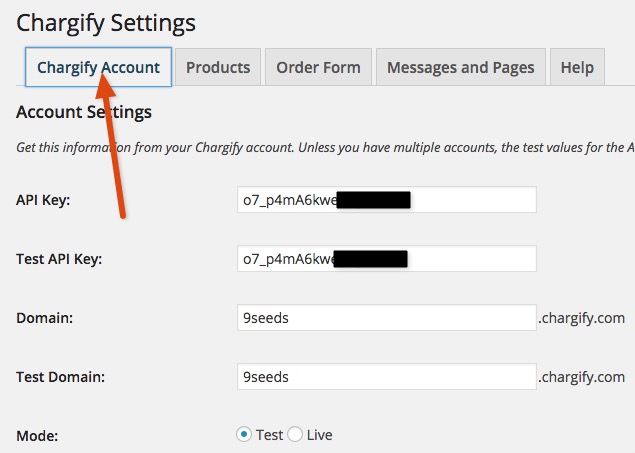 Chargify Settings
Chargify Account Products Order Form Messages and Pages Help
Account Settings
Get this information from your Chargify account. Unless you have multiple accounts, the test values for the A
API Key: o7_p4mA6kwe
Test API Key: o7_p4mA6kwe
Domain: 9seeds .chargify.com
Test Domain: 9seeds .chargify.com
Mode: Test Live